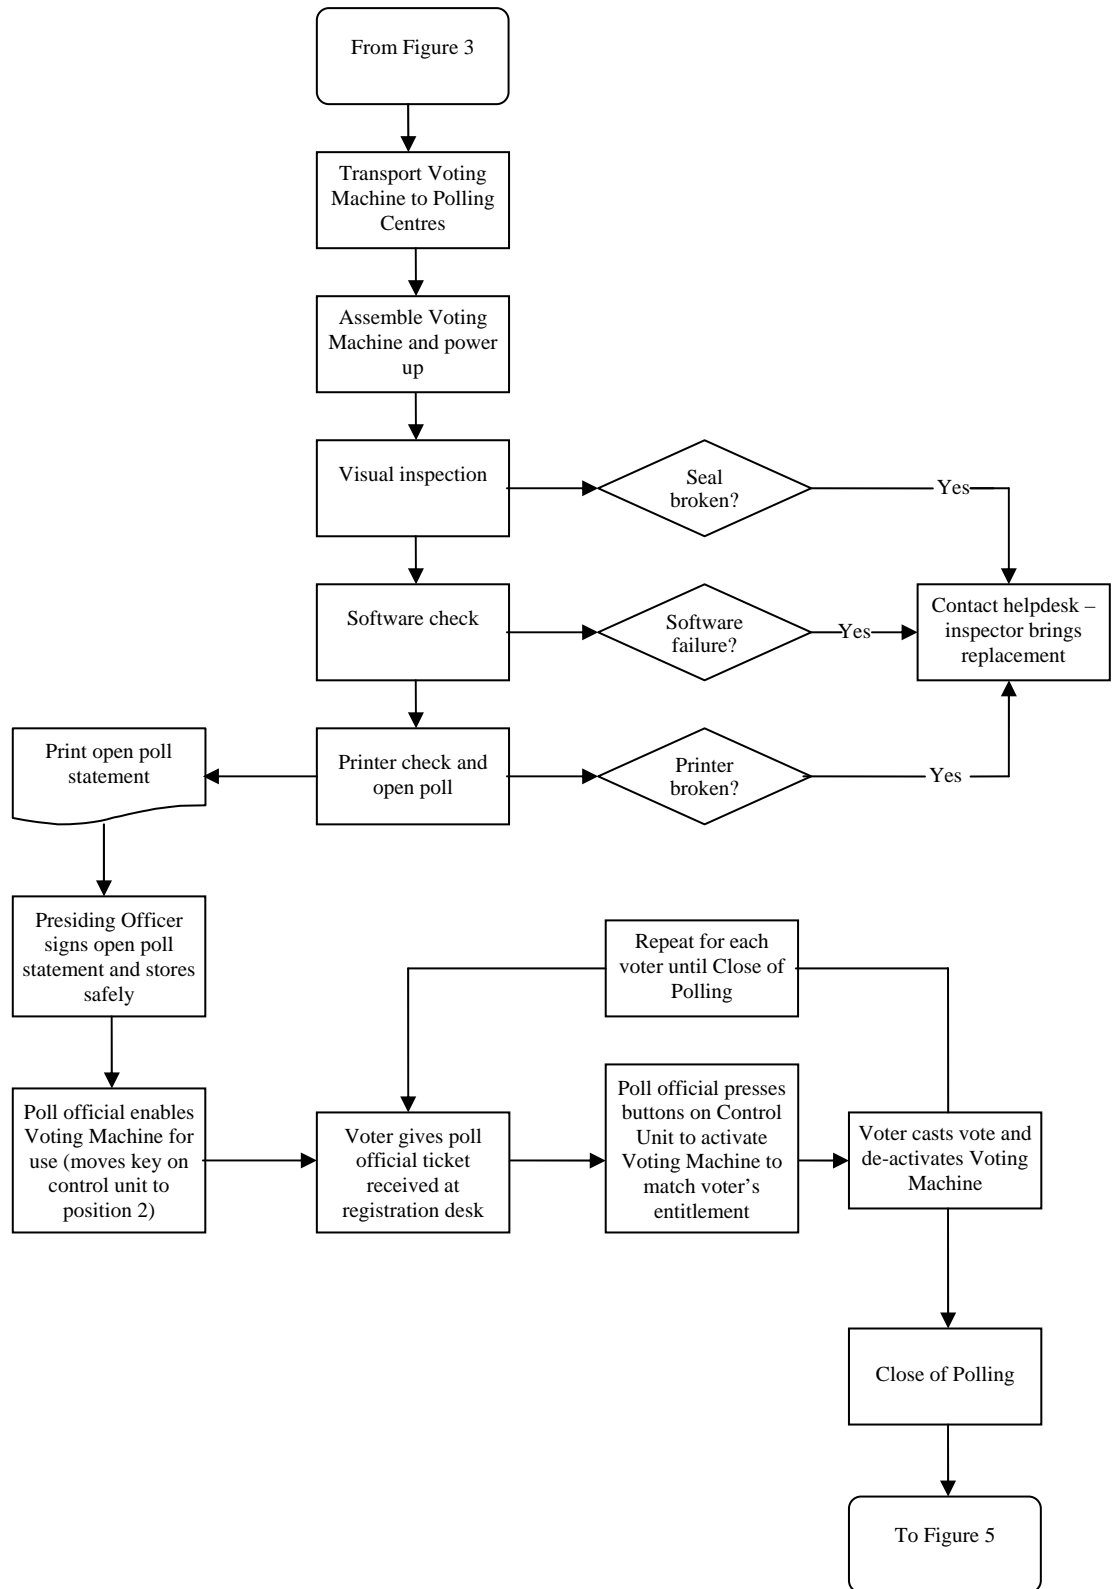 From Figure 3
Transport Voting
Machine to Polling
Centres
Assemble Voting
Machine and power
up
Visual inspection
Seal
broken?
Yes
Software check
Software
failure?
Yes
Contact helpdesk –
inspector brings
replacement
Print open poll
statement
Printer check and
open poll
Printer
broken?
Yes
Presiding Officer
signs open poll
statement and stores
safely
Repeat for each
voter until Close of
Polling
Poll official enables
Voting Machine for
use (moves key on
control unit to
position 2)
Voter gives poll
official ticket
received at
registration desk
Poll official presses
buttons on Control
Unit to activate
Voting Machine to
match voter’s
entitlement
Voter casts vote and
de-activates Voting
Machine
Close of Polling
To Figure 5